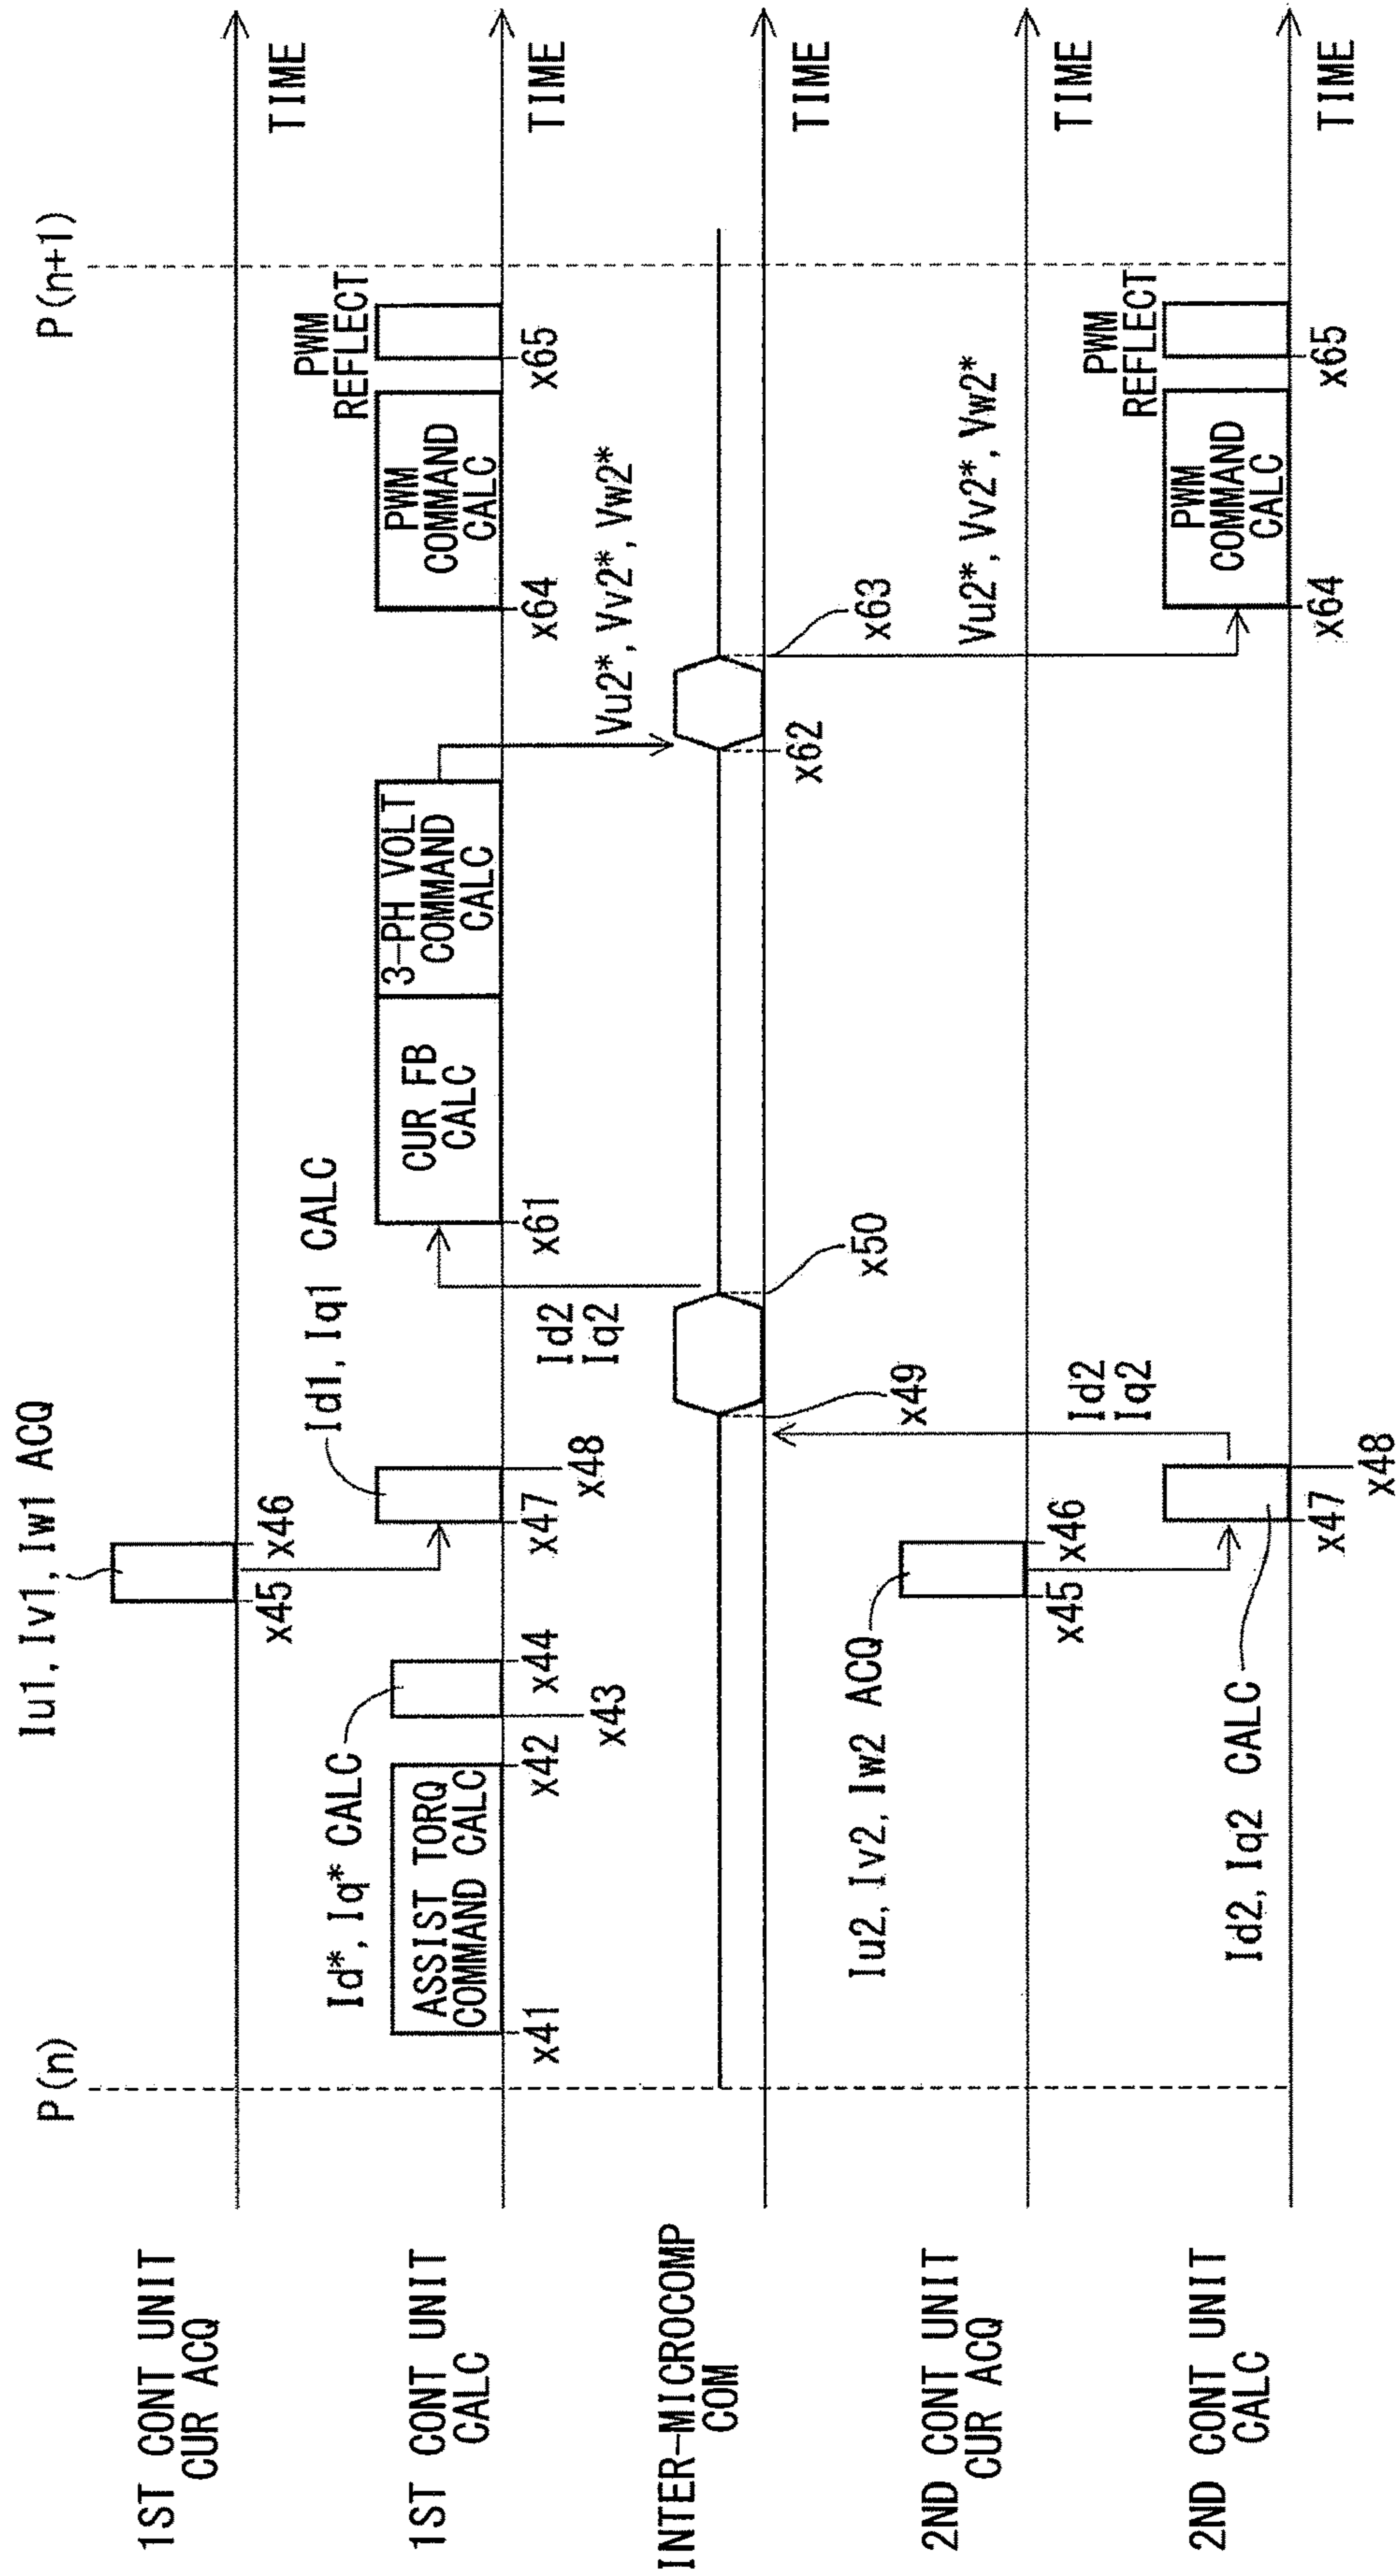 P(n)
P(n+1)
1ST CONT UNIT
CUR ACQ
Iu1, Iv1, Iw1 ACQ
x45
x46
TIME
1ST CONT UNIT
CALC
Id*, Iq* CALC
ASSIST TORQ
COMMAND CALC
x41
x42
x43
x44
Id1, Iq1 CALC
x47
x48
CUR FB
CALC
x61
3-PH VOLT
COMMAND
CALC
PWM
COMMAND
CALC
x64
PWM
REFLECT
x65
TIME
INTER-MICROCOMP
COM
Id2
Iq2
x49
x50
Vu2*, Vv2*, Vw2*
x62
x63
TIME
2ND CONT UNIT
CUR ACQ
Iu2, Iv2, Iw2 ACQ
x45
x46
Id2
Iq2
Vu2*, Vv2*, Vw2*
TIME
2ND CONT UNIT
CALC
Id2, Iq2 CALC
x47
x48
PWM
COMMAND
CALC
x64
PWM
REFLECT
x65
TIME